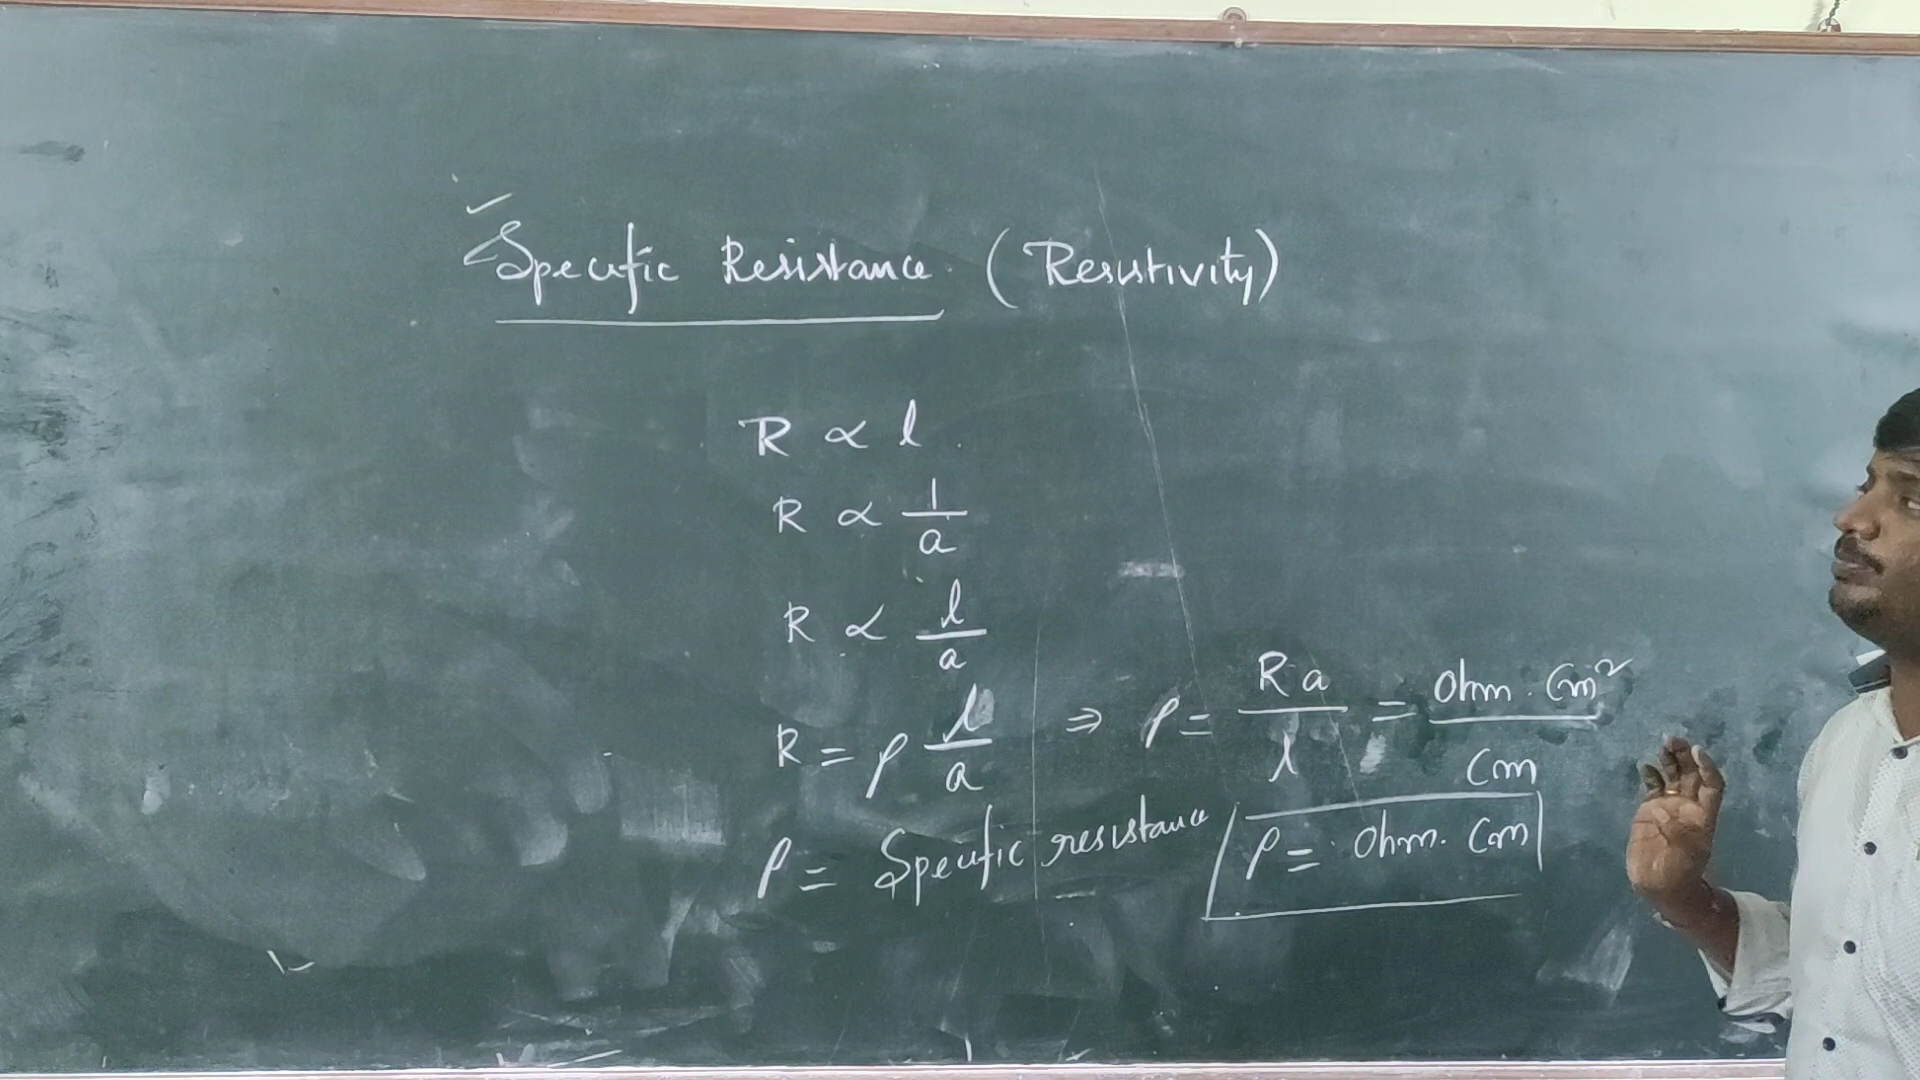 Specific Resistance (Resistivity)
R ∝ l
R ∝ 1/a
R ∝ l/a
R = ρ l/a ⇒ ρ = Ra/l = Ohm . Cm²/Cm
ρ = Specific resistance
ρ = Ohm. Cm